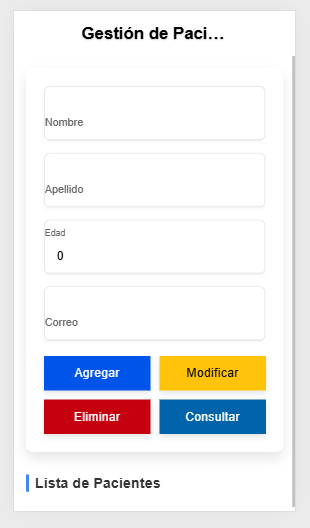 Gestión de Paci...
Nombre
Apellido
Edad
0
Correo
Agregar
Modificar
Eliminar
Consultar
Lista de Pacientes